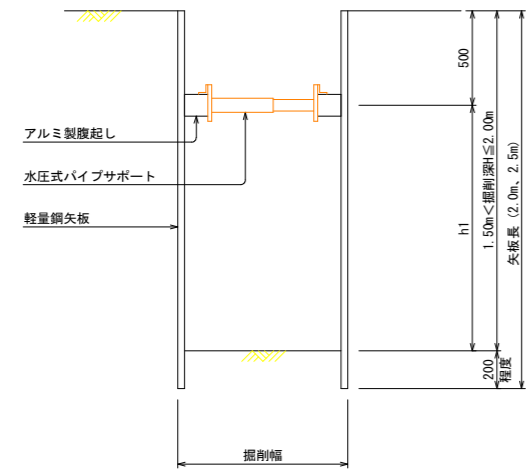 アルミ製腹起し
水圧式パイプサポート
軽量鋼矢板
500
h1
200
程度
1.50m<掘削深H≦2.00m
矢板長 (2.0m、2.5m)
掘削幅